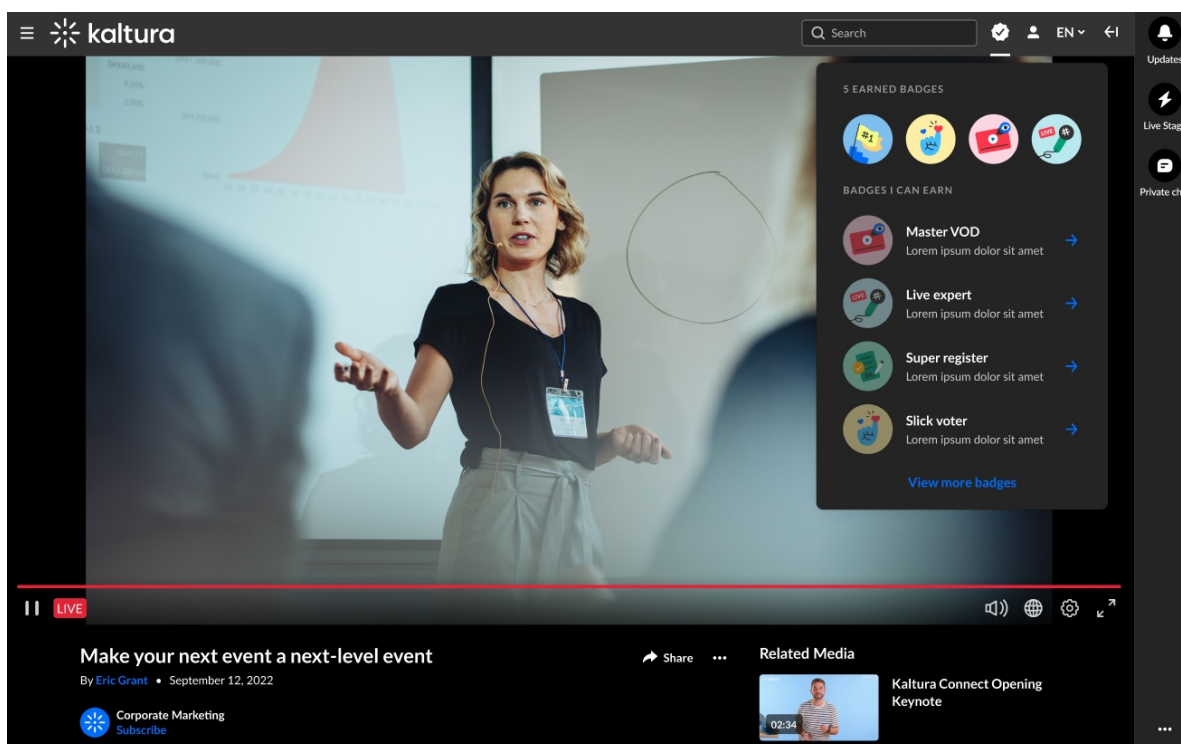 kaltura
Search
EN
Updates
5 EARNED BADGES
#1
LIVE
#
Live Stag
BADGES I CAN EARN
Private ch
Master VOD
Lorem ipsum dolor sit amet
LIVE
#
Live expert
Lorem ipsum dolor sit amet
Super register
Lorem ipsum dolor sit amet
Slick voter
Lorem ipsum dolor sit amet
View more badges
LIVE
Make your next event a next-level event
Share
Related Media
By Eric Grant • September 12, 2022
Kaltura Connect Opening
Keynote
Corporate Marketing
Subscribe
02:34